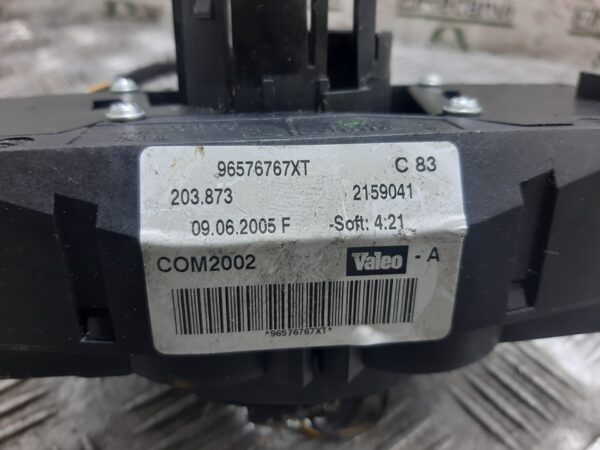 96576767XT C 83
203.873 2159041
09.06.2005 F -Soft: 4:21
COM2002 Valeo - A
*96576767XT*